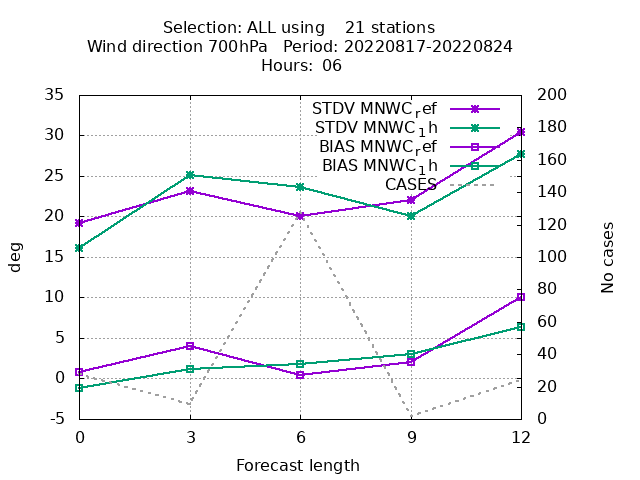 Selection: ALL using    21 stations
Wind direction 700hPa   Period: 20220817-20220824
Hours: 06
STDV MNWC_ref
STDV MNWC_1h
BIAS MNWC_ref
BIAS MNWC_1h
CASES
35
30
25
20
15
10
5
0
-5
deg
200
180
160
140
120
100
80
60
40
20
0
No cases
0 3 6 9 12
Forecast length